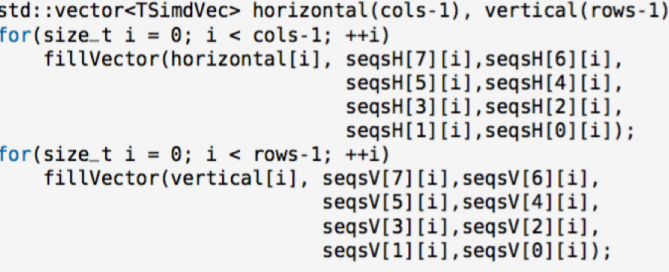 std::vector<TSimdVec> horizontal(cols-1), vertical(rows-1)
for(size_t i = 0; i < cols-1; ++i)
    fillVector(horizontal[i], seqsH[7][i],seqsH[6][i],
                              seqsH[5][i],seqsH[4][i],
                              seqsH[3][i],seqsH[2][i],
                              seqsH[1][i],seqsH[0][i]);
for(size_t i = 0; i < rows-1; ++i)
    fillVector(vertical[i], seqsV[7][i],seqsV[6][i],
                            seqsV[5][i],seqsV[4][i],
                            seqsV[3][i],seqsV[2][i],
                            seqsV[1][i],seqsV[0][i]);